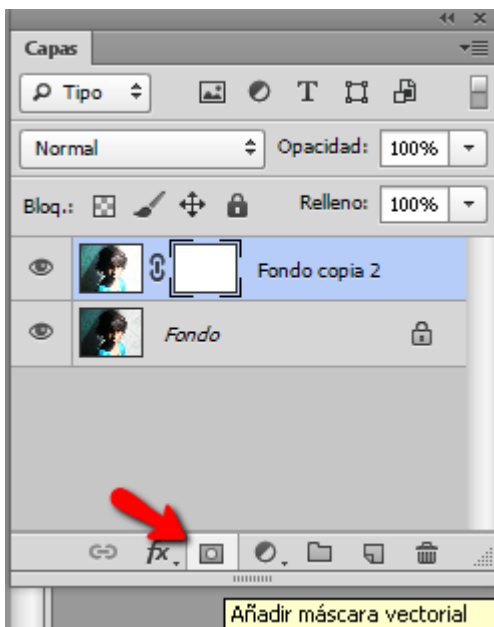 Capas
Tipo
Normal Opacidad: 100%
Bloq.: Relleno: 100%
Fondo copia 2
Fondo
fx
Añadir máscara vectorial